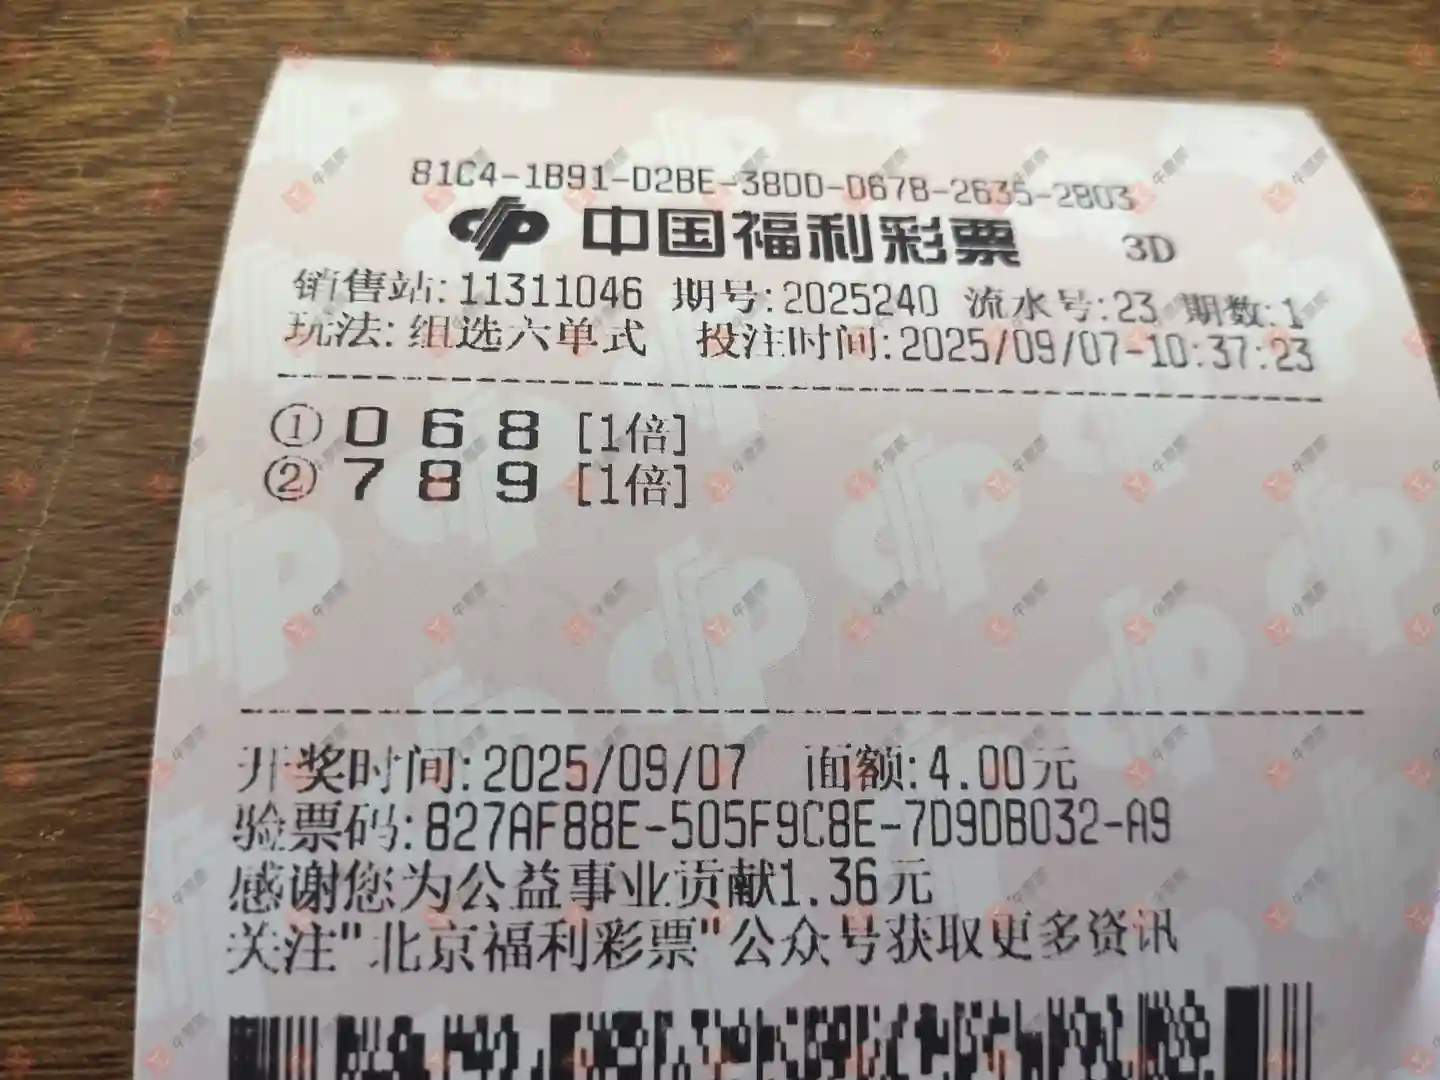 81C4-1B91-D2BE-38DD-D67B-2635-2803
中国福利彩票 3D
销售站:11311046 期号:2025240 流水号:23 期数:1
玩法:组选六单式 投注时间:2025/09/07-10:37:23
① 0 6 8 [1倍]
② 7 8 9 [1倍]
开奖时间:2025/09/07 面额:4.00元
验票码:827AF88E-505F9C8E-7D9DB032-A9
感谢您为公益事业贡献1.36元
关注"北京福利彩票"公众号获取更多资讯